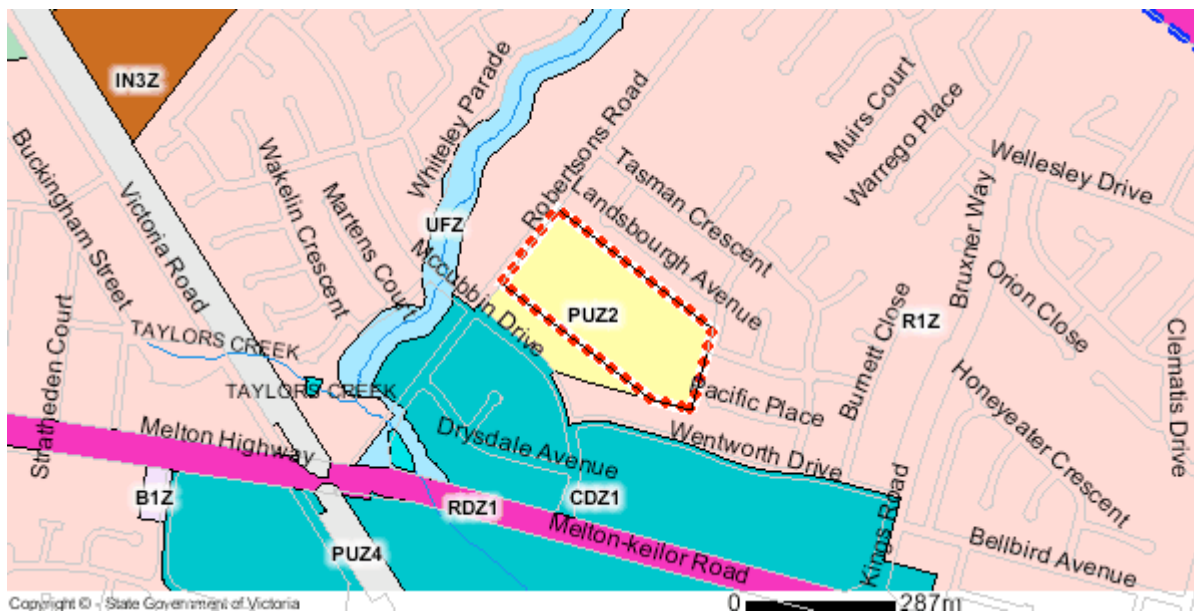 IN3Z
Whiteley Parade
Robertsons Road
Muirs Court
Warrego Place
Buckingham Street
Victoria Road
Wakelin Crescent
Martens Court
Tasman Crescent
Landsbourgh Avenue
Wellesley Drive
UFZ
Mccubbin Drive
Bruxner Way
Orion Close
PUZ2
R1Z
Burnett Close
TAYLORS CREEK
TAYLORS CREEK
Stratheden Court
Pacific Place
Honeyeater Crescent
Clematis Drive
Melton Highway
Drysdale Avenue
Wentworth Drive
B1Z
RDZ1
CDZ1
Kings Road
PUZ4
Melton-keilor Road
Bellbird Avenue
Copyright © - State Government of Victoria
0 287m